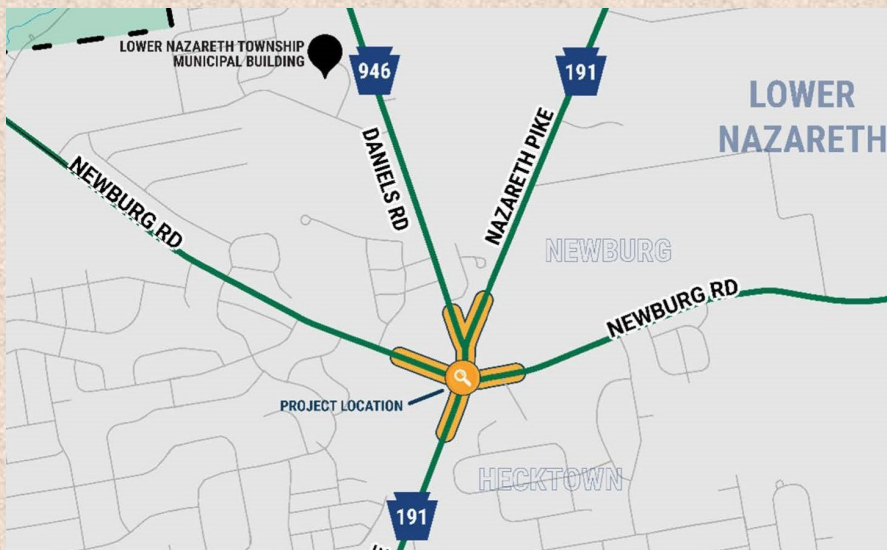 LOWER NAZARETH TOWNSHIP
MUNICIPAL BUILDING
946
191
LOWER
NAZARETH
DANIELS RD
NAZARETH PIKE
NEWBURG RD
NEWBURG
NEWBURG RD
PROJECT LOCATION
HECKTOWN
191